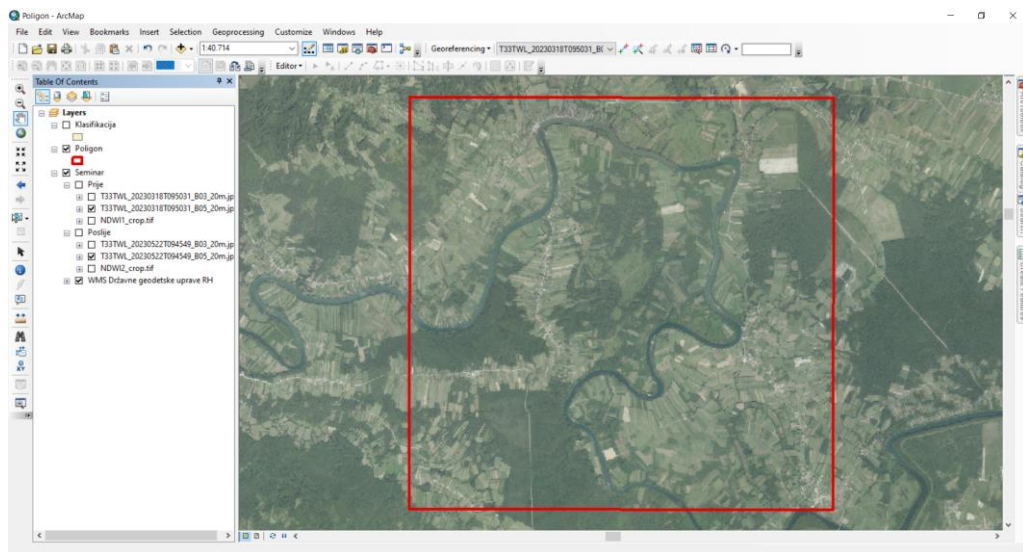 Poligon - ArcMap
File Edit View Bookmarks Insert Selection Geoprocessing Customize Windows Help
1:40.714
Georeferencing
T33TWL_20230318T095031_B(
Editor
Table Of Contents
Layers
Klasifikacija
Poligon
Seminar
Prije
T33TWL_20230318T095031_B03_20m.jp
T33TWL_20230318T095031_B05_20m.jp
NDWI1_crop.tif
Poslije
T33TWL_20230522T094549_B03_20m.jp
T33TWL_20230522T094549_B05_20m.jp
NDWI2_crop.tif
WMS Državne geodetske uprave RH
XY